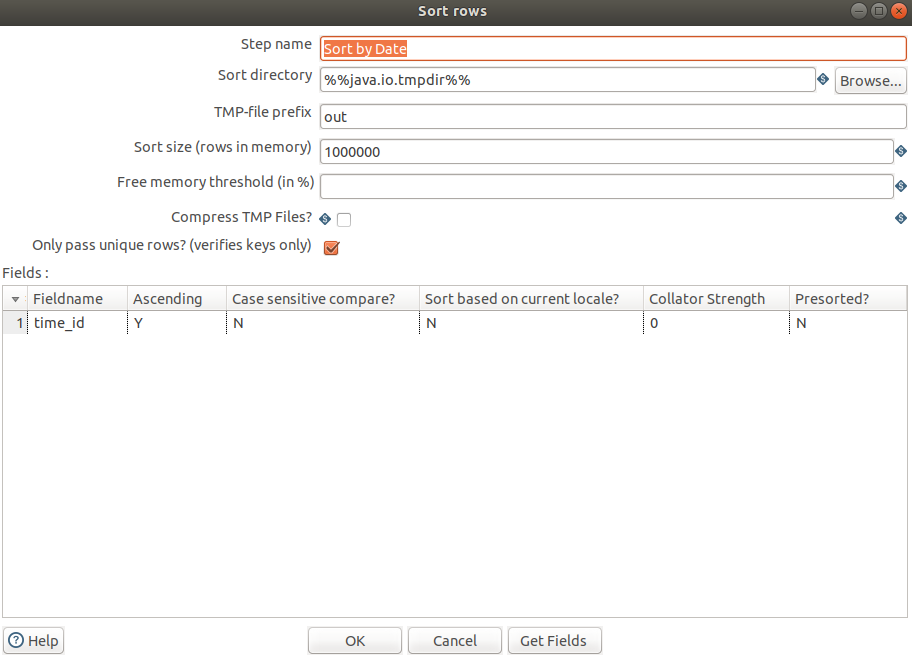 Sort rows
Step name Sort by Date
Sort directory %%java.io.tmpdir%% Browse...
TMP-file prefix out
Sort size (rows in memory) 1000000
Free memory threshold (in %)
Compress TMP Files?
Only pass unique rows? (verifies keys only)
Fields :
Fieldname Ascending Case sensitive compare? Sort based on current locale? Collator Strength Presorted?
1 time_id Y N N 0 N
Help OK Cancel Get Fields